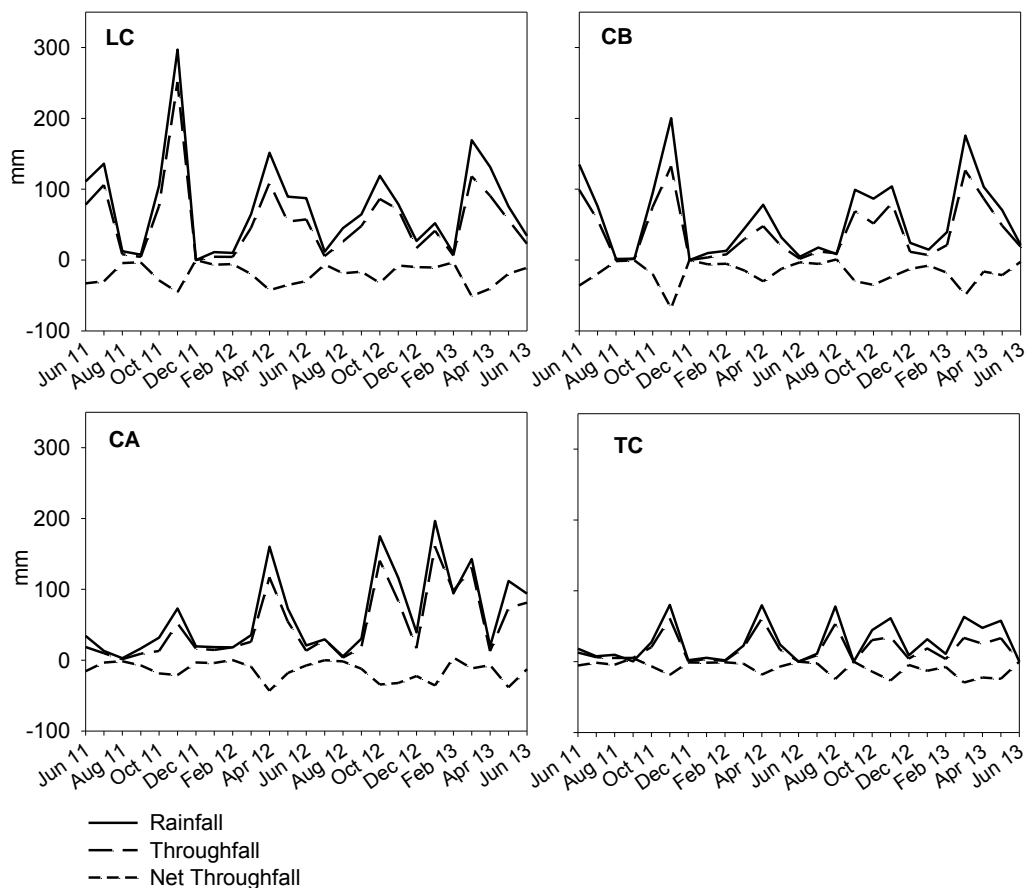 LC
CB
300
200
100
0
-100
mm
Jun 11
Aug 11
Oct 11
Dec 11
Feb 12
Apr 12
Jun 12
Aug 12
Oct 12
Dec 12
Feb 13
Apr 13
Jun 13
Jun 11
Aug 11
Oct 11
Dec 11
Feb 12
Apr 12
Jun 12
Aug 12
Oct 12
Dec 12
Feb 13
Apr 13
Jun 13
CA
TC
300
200
100
0
-100
mm
Jun 11
Aug 11
Oct 11
Dec 11
Feb 12
Apr 12
Jun 12
Aug 12
Oct 12
Dec 12
Feb 13
Apr 13
Jun 13
Jun 11
Aug 11
Oct 11
Dec 11
Feb 12
Apr 12
Jun 12
Aug 12
Oct 12
Dec 12
Feb 13
Apr 13
Jun 13
Rainfall
Throughfall
Net Throughfall